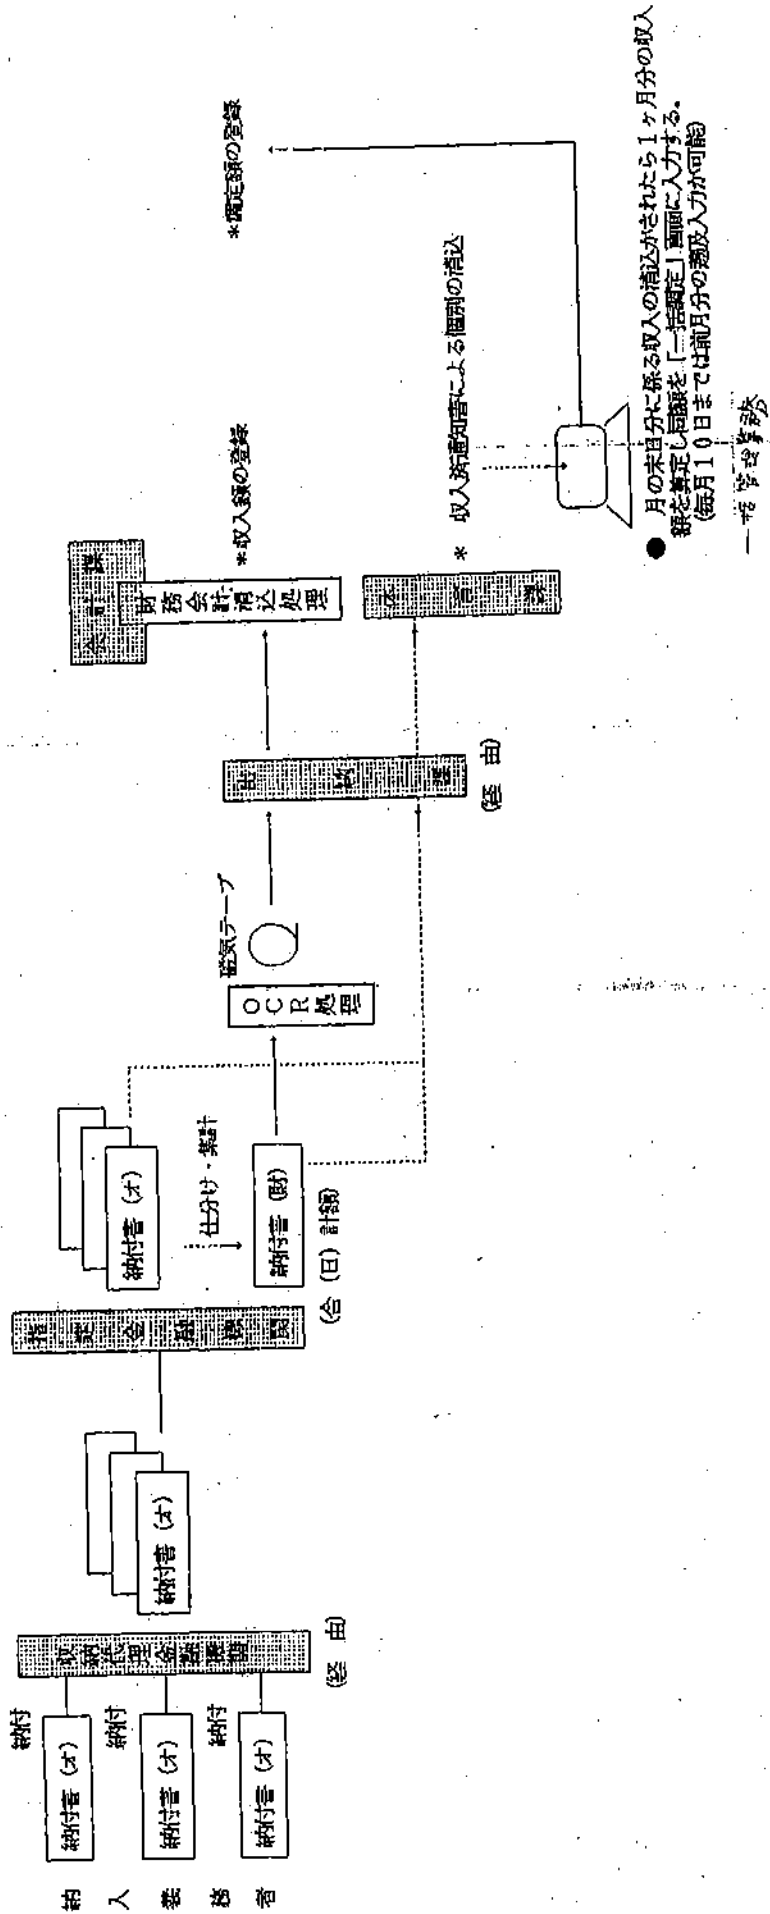 納入義務者
納付
納付書(オ)
納付
納付書(オ)
納付
納付書(オ)
収納代理金融機関
(経由)
納付書(オ)
指定金融機関
納付書(オ)
仕分け・集計
納付書(財)
(合(日)計額)
OCR処理
磁気テープ
出納室
(経由)
会計課
財務会計消込処理
*収入額の登録
*調定額の登録
* 収入済通知書による個別の消込
● 月の末日分に係る収入の消込がされたら1ヶ月分の収入
額を算定し同額を「一括調定」画面に入力する。
(毎月10日までは前月分の遡及入力が可能)